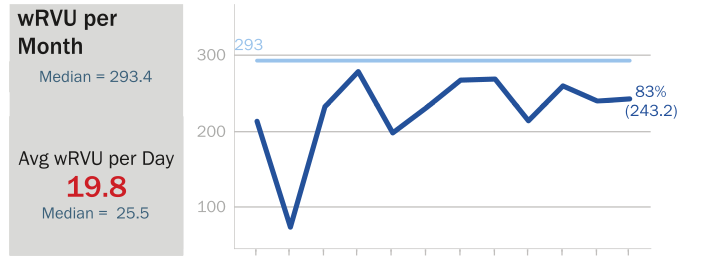 wRVU per
Month
Median = 293.4
Avg wRVU per Day
19.8
Median =  25.5
300
200
100
293
83%
(243.2)